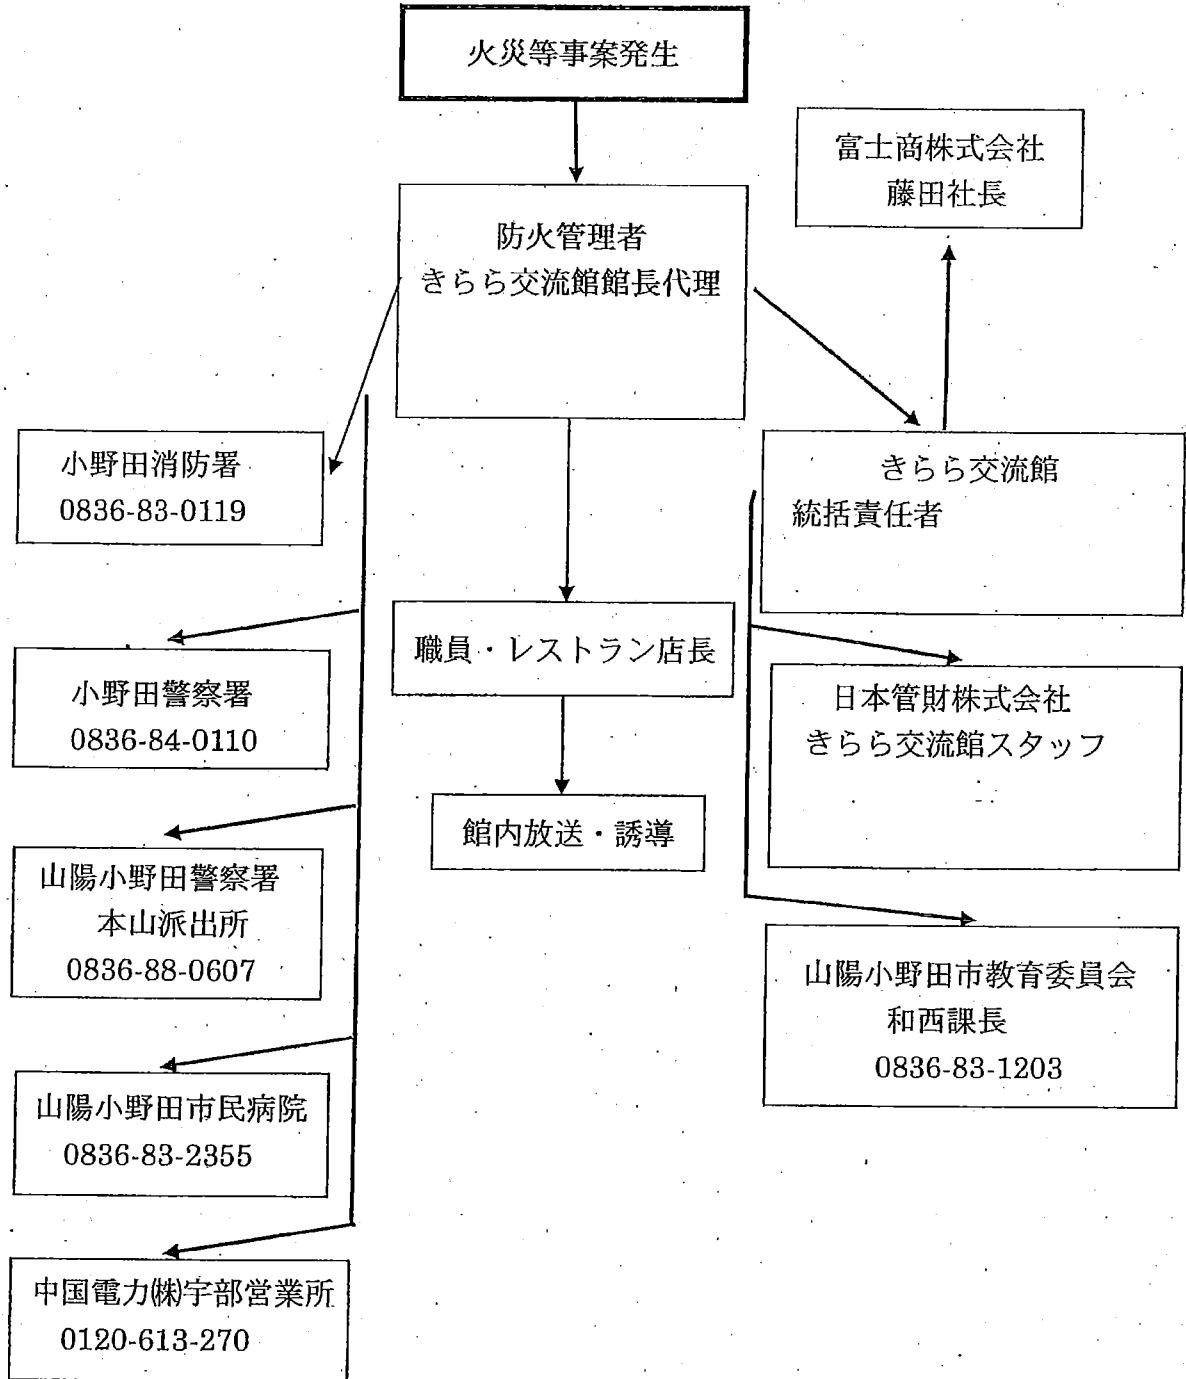 火災等事案発生
富士商株式会社
藤田社長
防火管理者
きらら交流館館長代理
小野田消防署
0836-83-0119
きらら交流館
統括責任者
職員・レストラン店長
小野田警察署
0836-84-0110
日本管財株式会社
きらら交流館スタッフ
館内放送・誘導
山陽小野田警察署
本山派出所
0836-88-0607
山陽小野田市教育委員会
和西課長
0836-83-1203
山陽小野田市民病院
0836-83-2355
中国電力㈱宇部営業所
0120-613-270